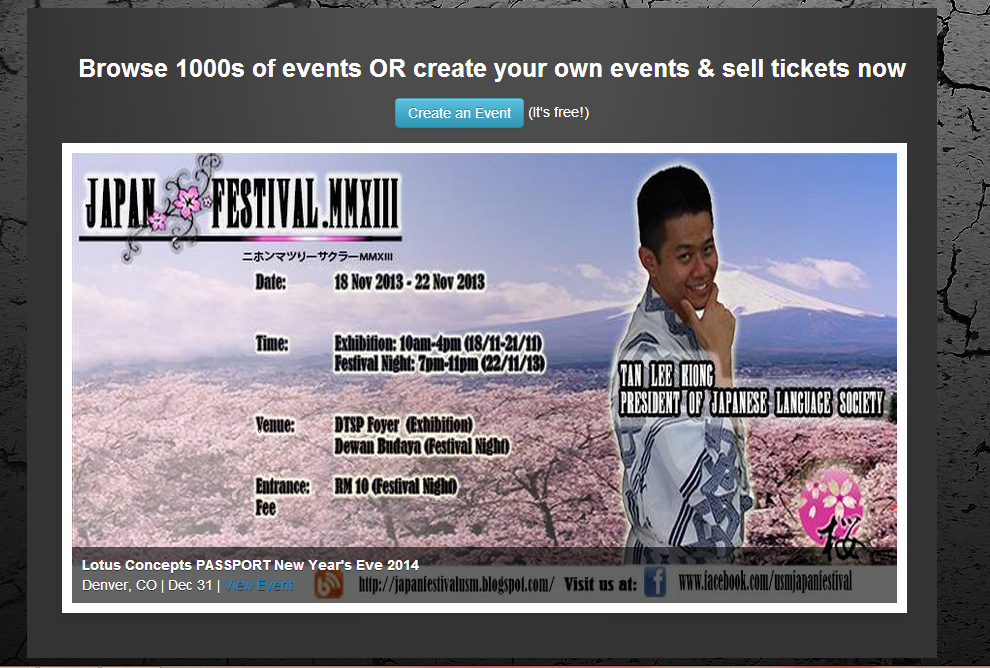 Browse 1000s of events OR create your own events & sell tickets now
Create an Event (It's free!)
JAPAN FESTIVAL.MMXIII
ニホンマツリーサクラーMMXIII
Date: 18 Nov 2013 - 22 Nov 2013
Time: Exhibition: 10am-4pm (18/11-21/11)
Festival Night: 7pm-11pm (22/11/13)
TAN LEE KIONG
PRESIDENT OF JAPANESE LANGUAGE SOCIETY
Venue: DTSP Foyer (Exhibition)
Dewan Budaya (Festival Night)
Entrance: RM 10 (Festival Night)
Fee
桜
Lotus Concepts PASSPORT New Year's Eve 2014
Denver, CO | Dec 31 | View Event
http://japanfestivalusm.blogspot.com/ Visit us at: f www.facebook.com/usmjapanfestival